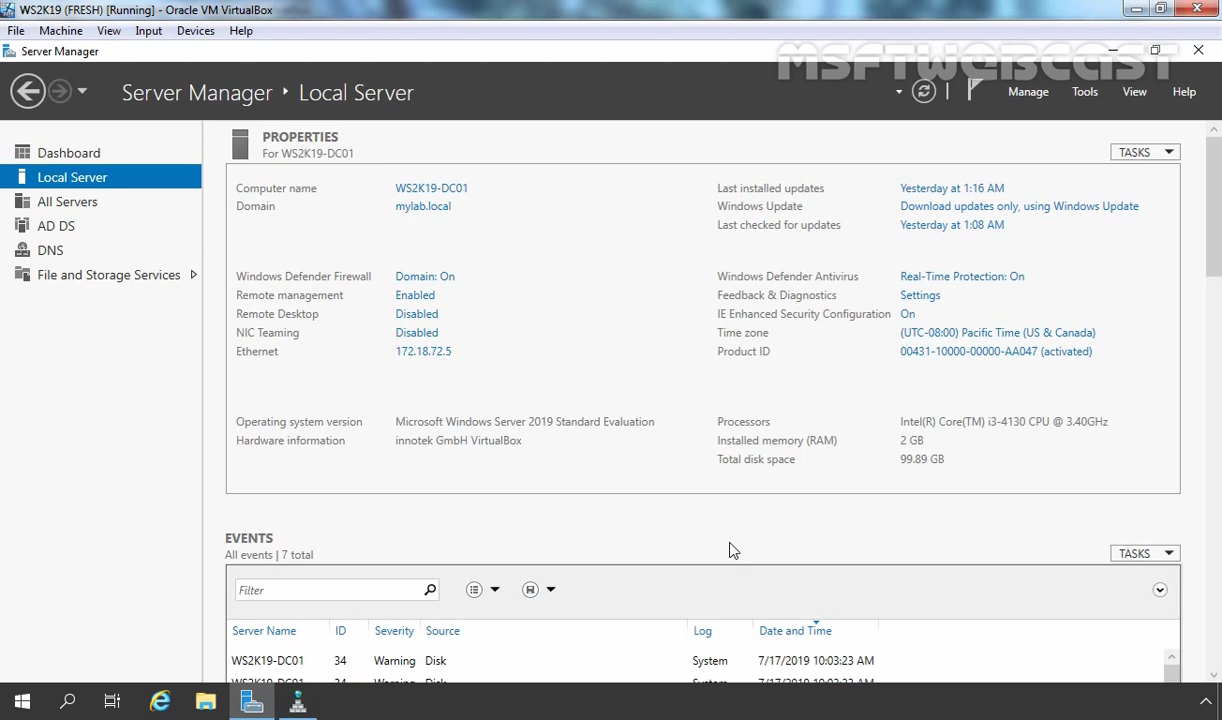 WS2K19 (FRESH) [Running] - Oracle VM VirtualBox
File Machine View Input Devices Help
Server Manager
MSFTWEBCAST
Server Manager Local Server
Manage Tools View Help
Dashboard
Local Server
All Servers
AD DS
DNS
File and Storage Services
PROPERTIES
For WS2K19-DC01
TASKS
Computer name WS2K19-DC01
Domain mylab.local
Last installed updates Yesterday at 1:16 AM
Windows Update Download updates only, using Windows Update
Last checked for updates Yesterday at 1:08 AM
Windows Defender Firewall Domain: On
Remote management Enabled
Remote Desktop Disabled
NIC Teaming Disabled
Ethernet 172.18.72.5
Windows Defender Antivirus Real-Time Protection: On
Feedback & Diagnostics Settings
IE Enhanced Security Configuration On
Time zone (UTC-08:00) Pacific Time (US & Canada)
Product ID 00431-10000-00000-AA047 (activated)
Operating system version Microsoft Windows Server 2019 Standard Evaluation
Hardware information innotek GmbH VirtualBox
Processors Intel(R) Core(TM) i3-4130 CPU @ 3.40GHz
Installed memory (RAM) 2 GB
Total disk space 99.89 GB
EVENTS
All events | 7 total
TASKS
Filter
Server Name ID Severity Source Log Date and Time
WS2K19-DC01 34 Warning Disk System 7/17/2019 10:03:23 AM